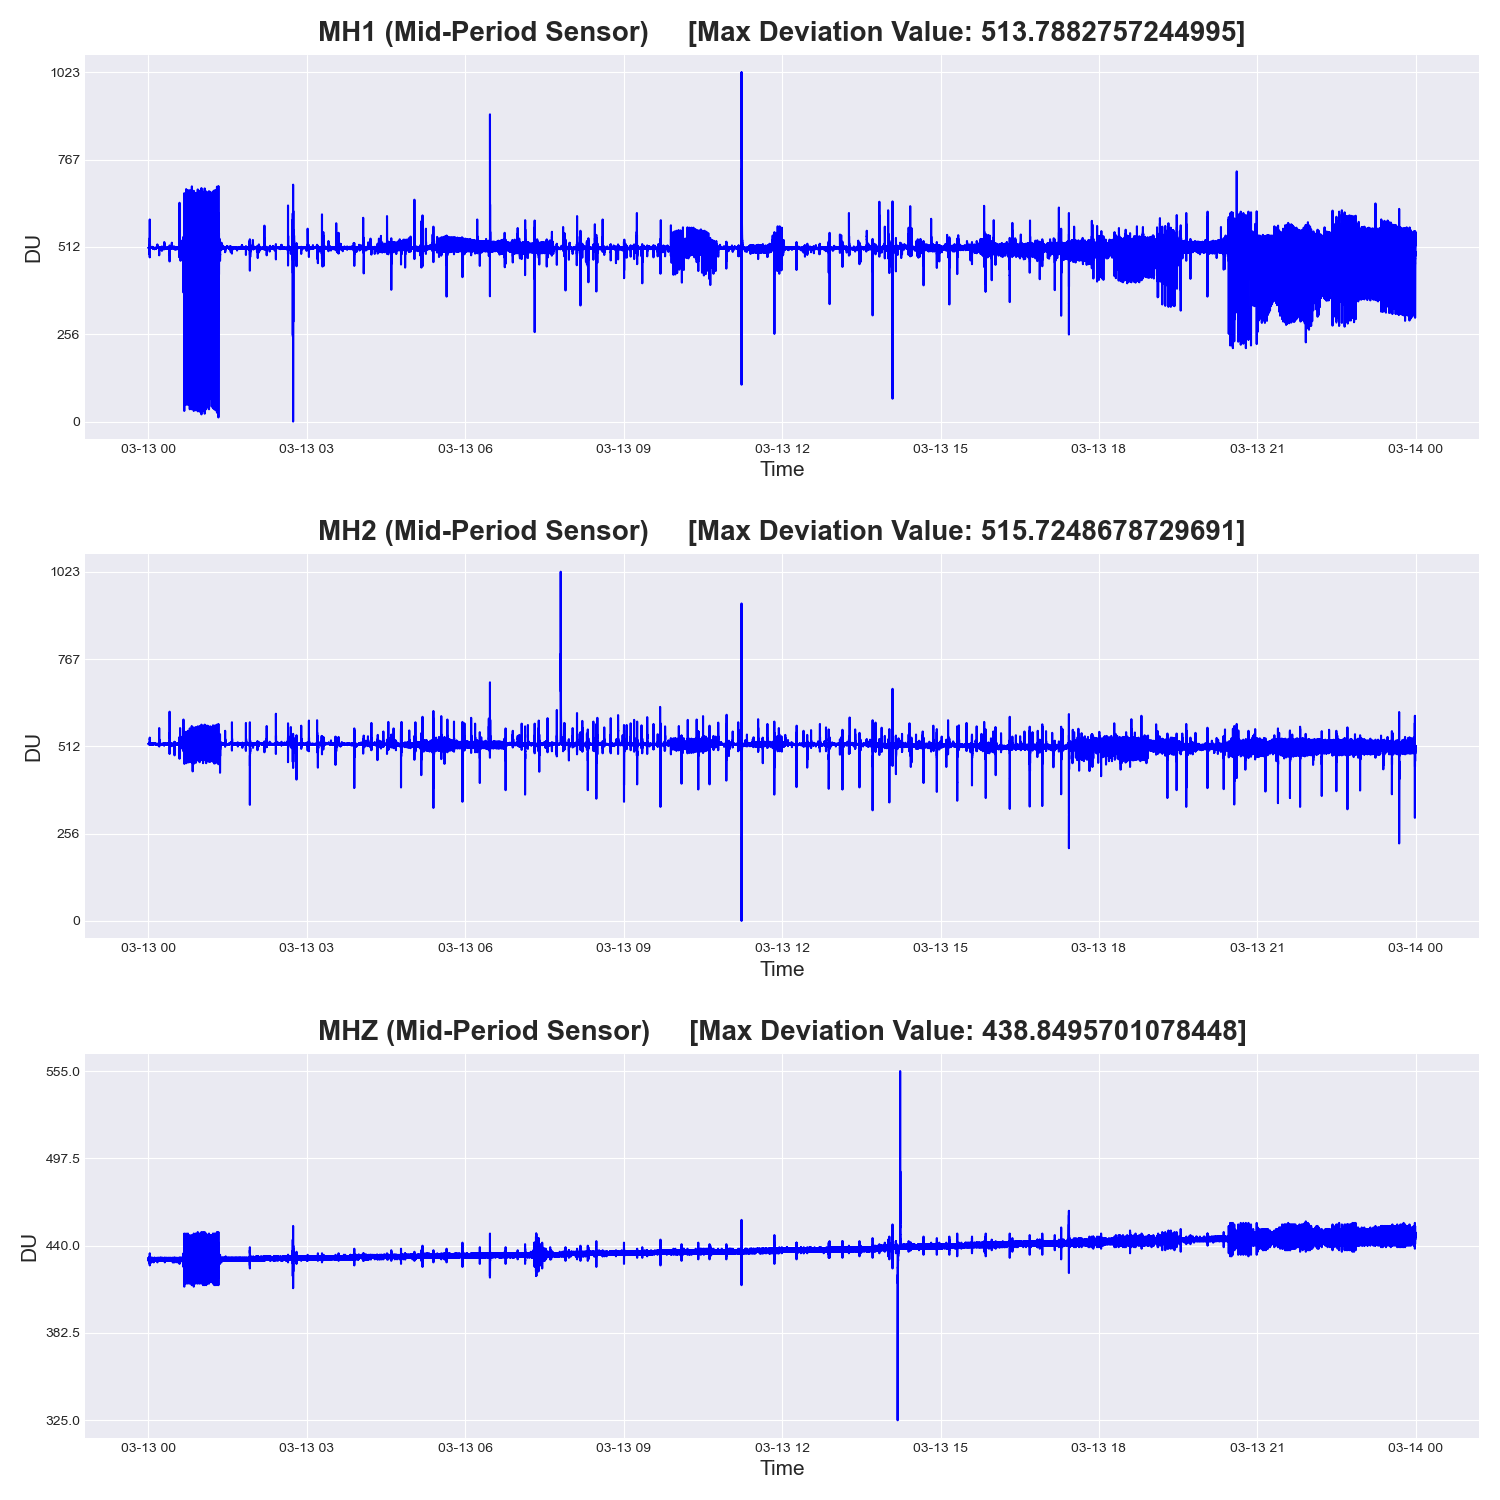 MH1 (Mid-Period Sensor) [Max Deviation Value: 513.7882757244995]
1023
767
512
256
0
DU
03-13 00 03-13 03 03-13 06 03-13 09 03-13 12 03-13 15 03-13 18 03-13 21 03-14 00
Time
MH2 (Mid-Period Sensor) [Max Deviation Value: 515.7248678729691]
1023
767
512
256
0
DU
03-13 00 03-13 03 03-13 06 03-13 09 03-13 12 03-13 15 03-13 18 03-13 21 03-14 00
Time
MHZ (Mid-Period Sensor) [Max Deviation Value: 438.8495701078448]
555.0
497.5
440.0
382.5
325.0
DU
03-13 00 03-13 03 03-13 06 03-13 09 03-13 12 03-13 15 03-13 18 03-13 21 03-14 00
Time